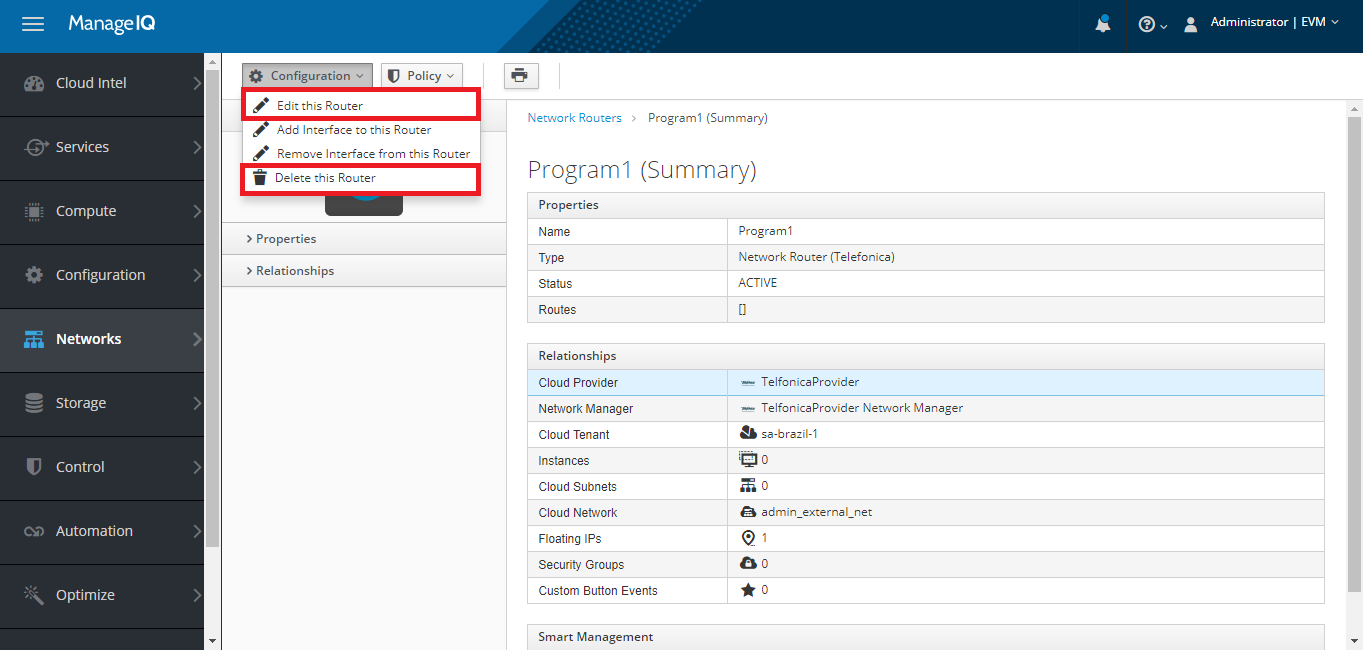 ManageIQ
Administrator | EVM
Cloud Intel
Services
Compute
Configuration
Networks
Storage
Control
Automation
Optimize
Configuration
Policy
Edit this Router
Add Interface to this Router
Remove Interface from this Router
Delete this Router
Properties
Relationships
Network Routers > Program1 (Summary)
Program1 (Summary)
Properties
Name Program1
Type Network Router (Telefonica)
Status ACTIVE
Routes []
Relationships
Cloud Provider TelfonicaProvider
Network Manager TelfonicaProvider Network Manager
Cloud Tenant sa-brazil-1
Instances 0
Cloud Subnets 0
Cloud Network admin_external_net
Floating IPs 1
Security Groups 0
Custom Button Events 0
Smart Management